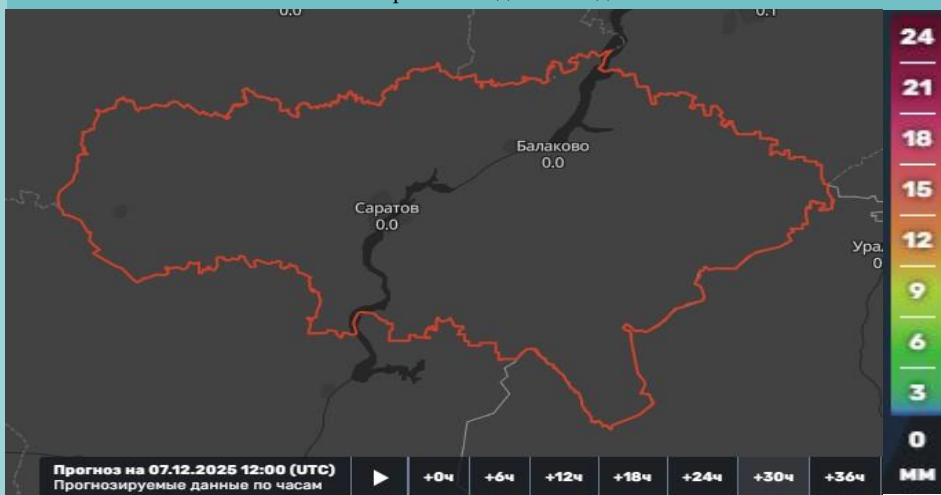 0.0
0.1
Балаково
0.0
Саратов
0.0
Ура
0
24
21
18
15
12
9
6
3
0
мм
Прогноз на 07.12.2025 12:00 (UTC)
Прогнозируемые данные по часам
+0ч +6ч +12ч +18ч +24ч +30ч +36ч